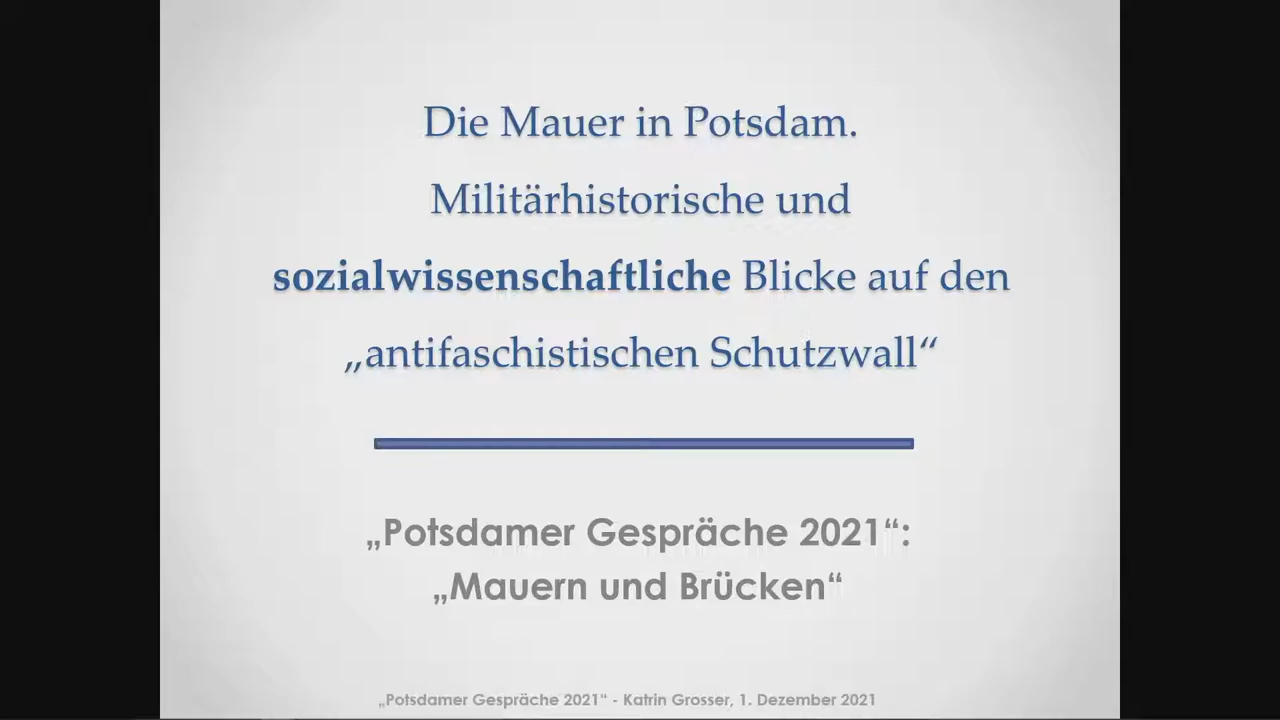 Die Mauer in Potsdam.
Militärhistorische und
sozialwissenschaftliche Blicke auf den
„antifaschistischen Schutzwall“
„Potsdamer Gespräche 2021“:
„Mauern und Brücken“
„Potsdamer Gespräche 2021“ - Katrin Grosser, 1. Dezember 2021